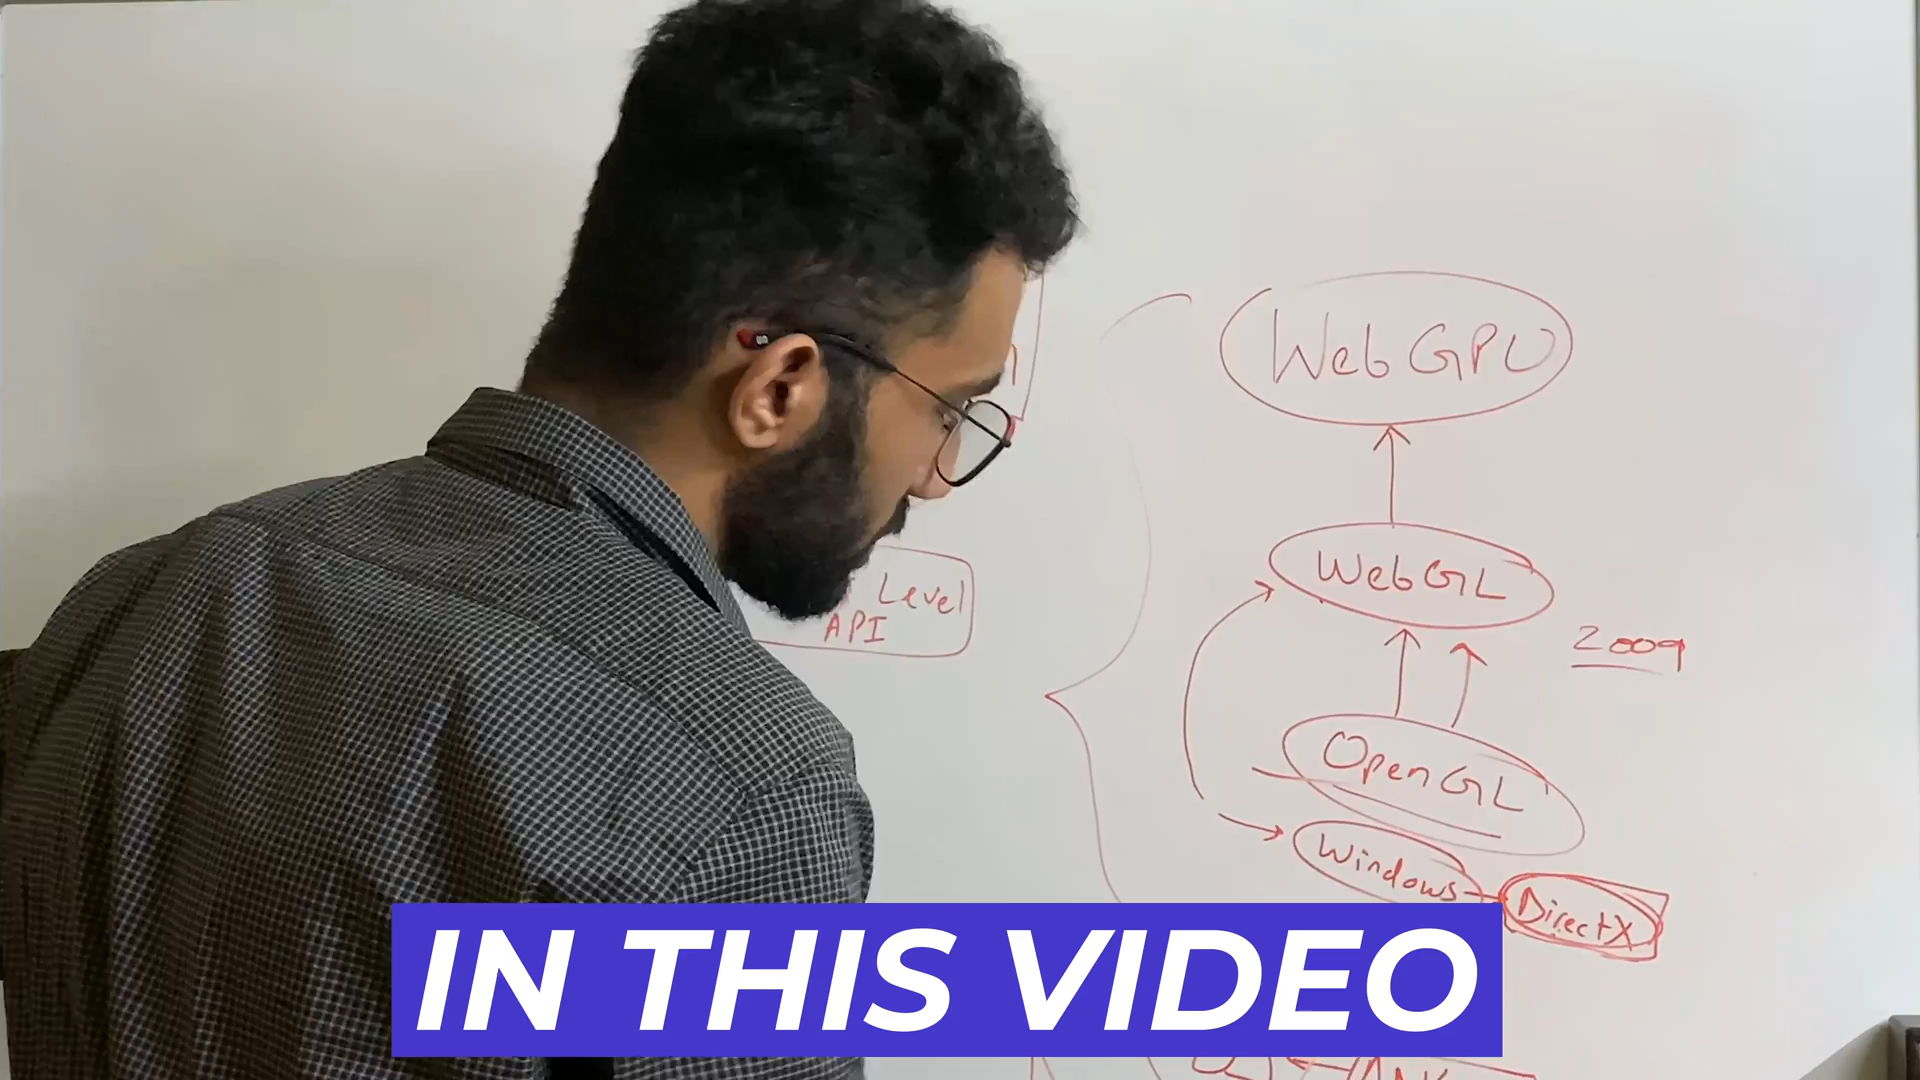 WebGPU
WebGL
Level
API
2009
OpenGL
Windows
DirectX
IN THIS VIDEO